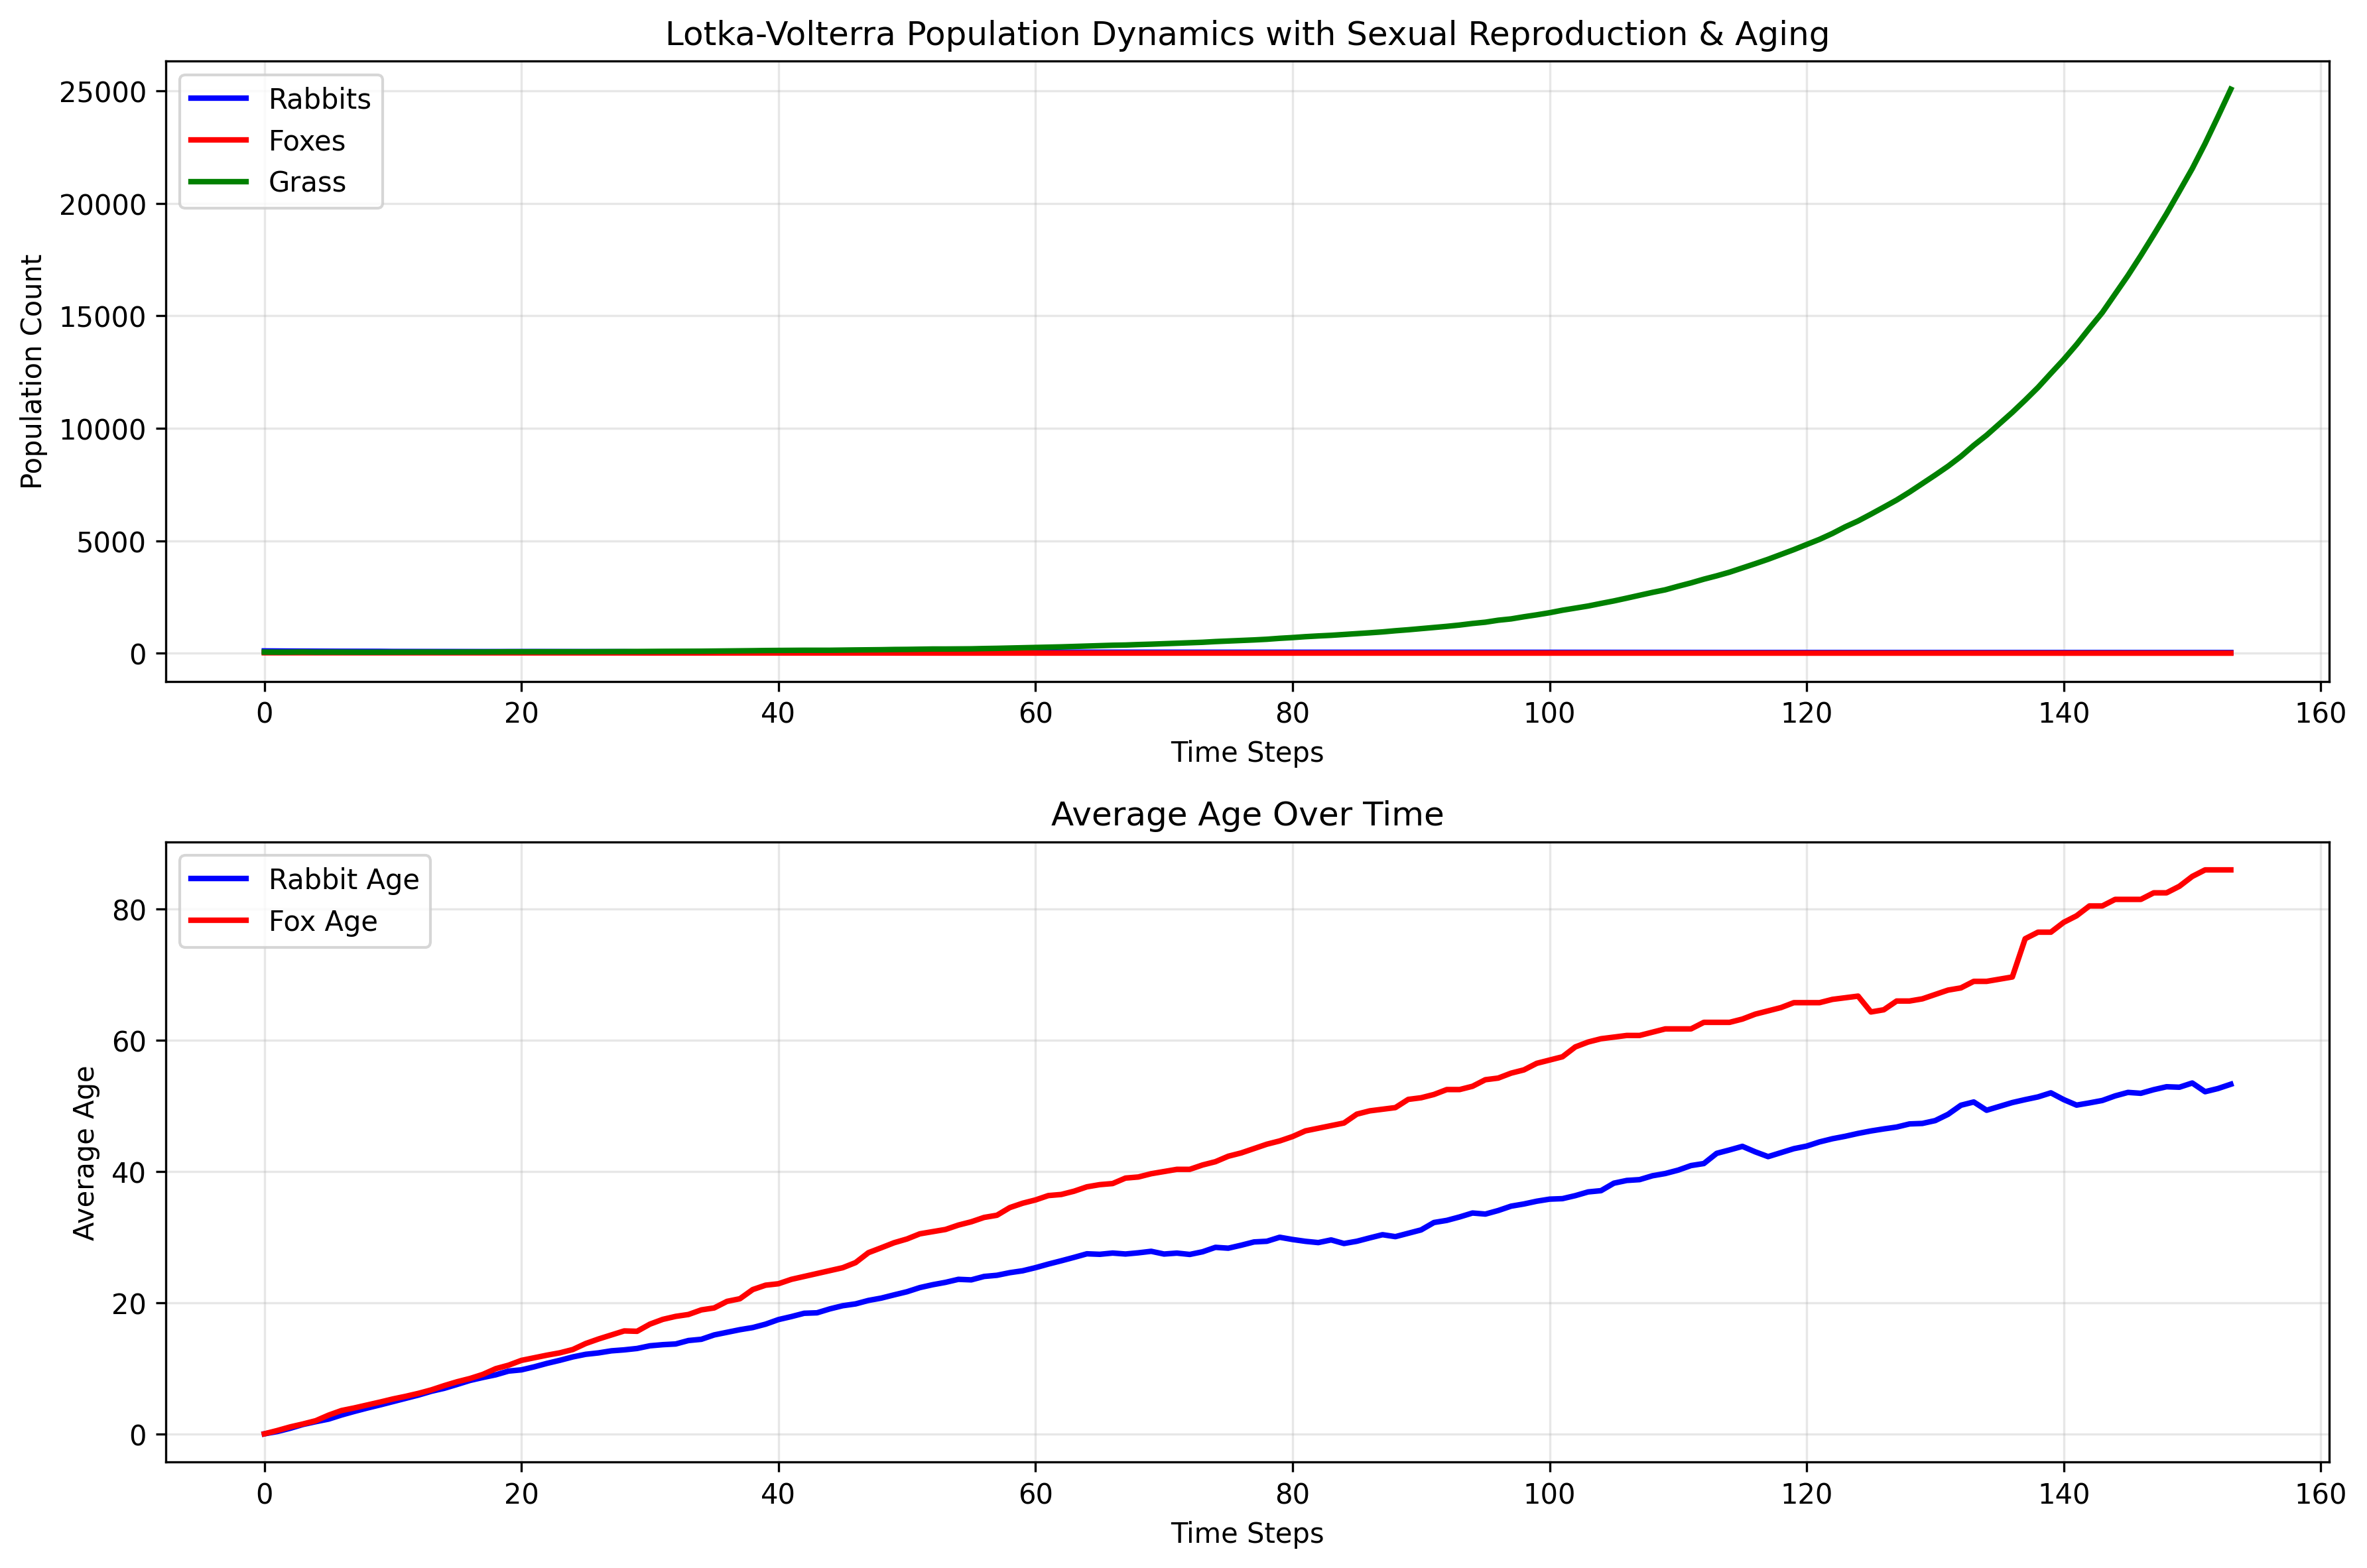 Lotka-Volterra Population Dynamics with Sexual Reproduction & Aging
Rabbits
Foxes
Grass
Population Count
25000
20000
15000
10000
5000
0
0 20 40 60 80 100 120 140 160
Time Steps
Average Age Over Time
Rabbit Age
Fox Age
Average Age
80
60
40
20
0
0 20 40 60 80 100 120 140 160
Time Steps